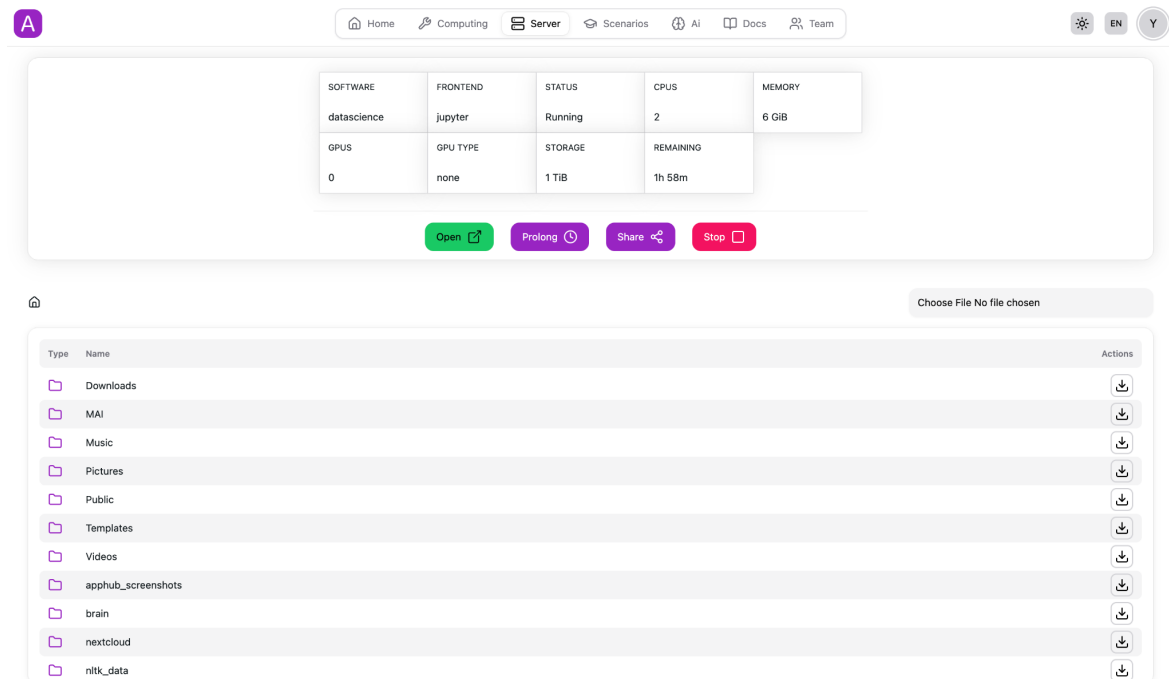 A Home Computing Server Scenarios Ai Docs Team EN Y
SOFTWARE FRONTEND STATUS CPUS MEMORY
datascience jupyter Running 2 6 GiB
GPUS GPU TYPE STORAGE REMAINING
0 none 1 TiB 1h 58m
Open Prolong Share Stop
Choose File No file chosen
Type Name Actions
Downloads
MAI
Music
Pictures
Public
Templates
Videos
apphub_screenshots
brain
nextcloud
nltk_data